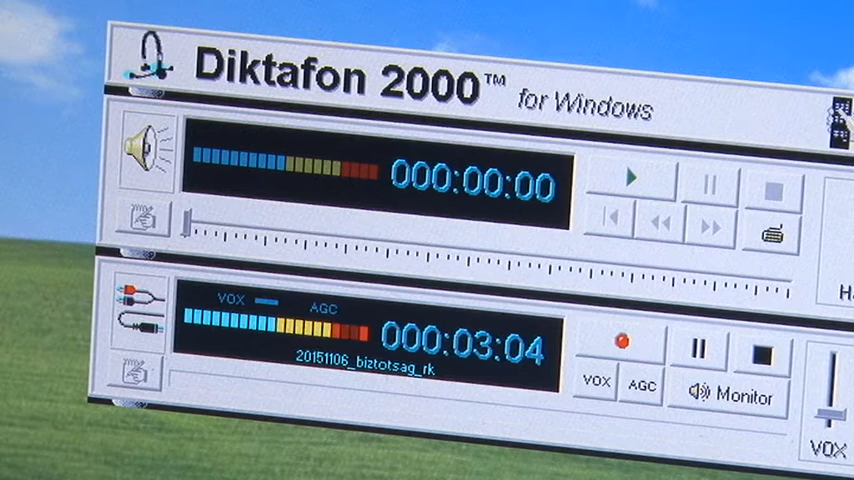 Diktafon 2000™ for Windows
000:00:00
VOX AGC
000:03:04
20151106_biztotsag_rk
VOX AGC Monitor
VOX